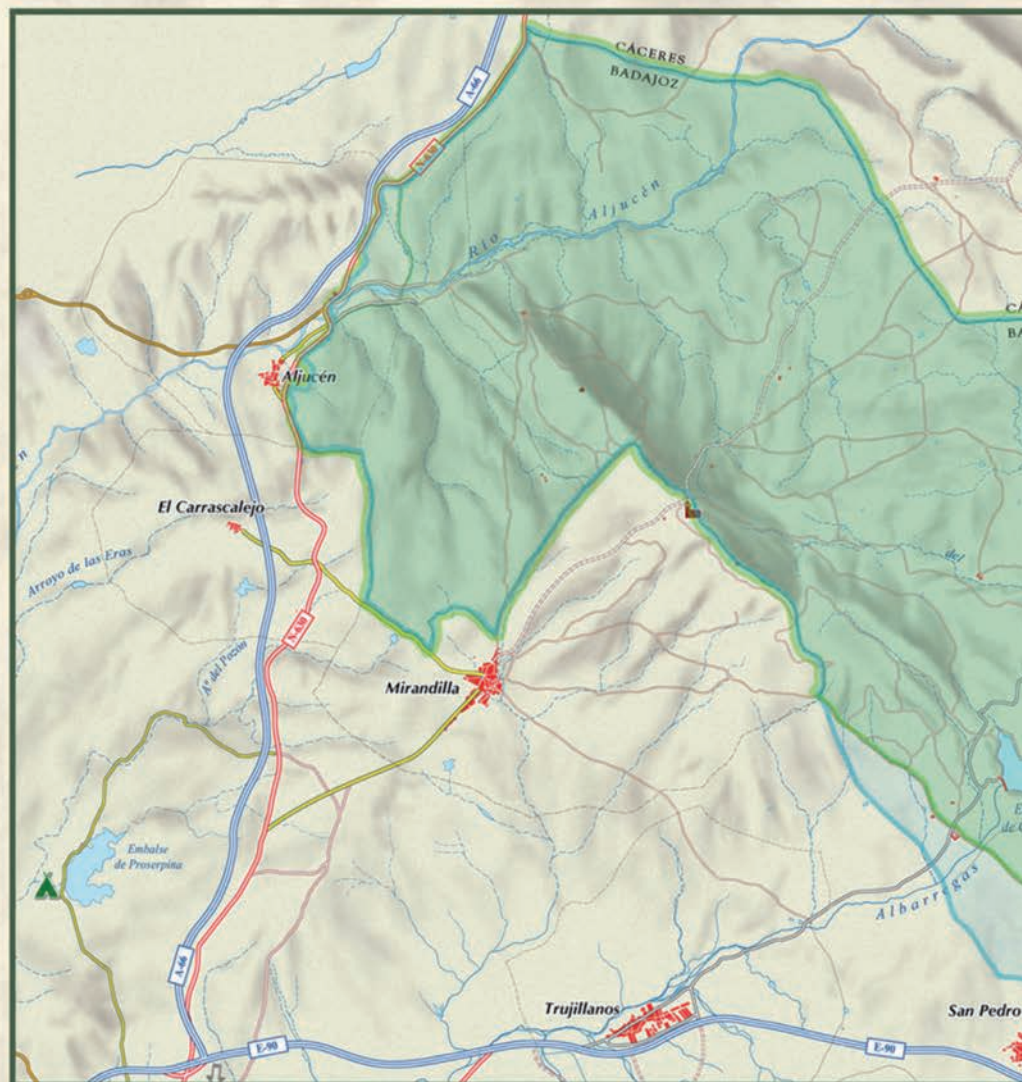 CÁCERES
BADAJOZ
A-66
N-630
Río Aljucén
Aljucén
El Carrascalejo
Arroyo de las Eras
del
N-630
Aº del Pozón
Mirandilla
Embalse
de Proserpina
Albarregas
A-66
Trujillanos
San Pedro
E-90
E-90